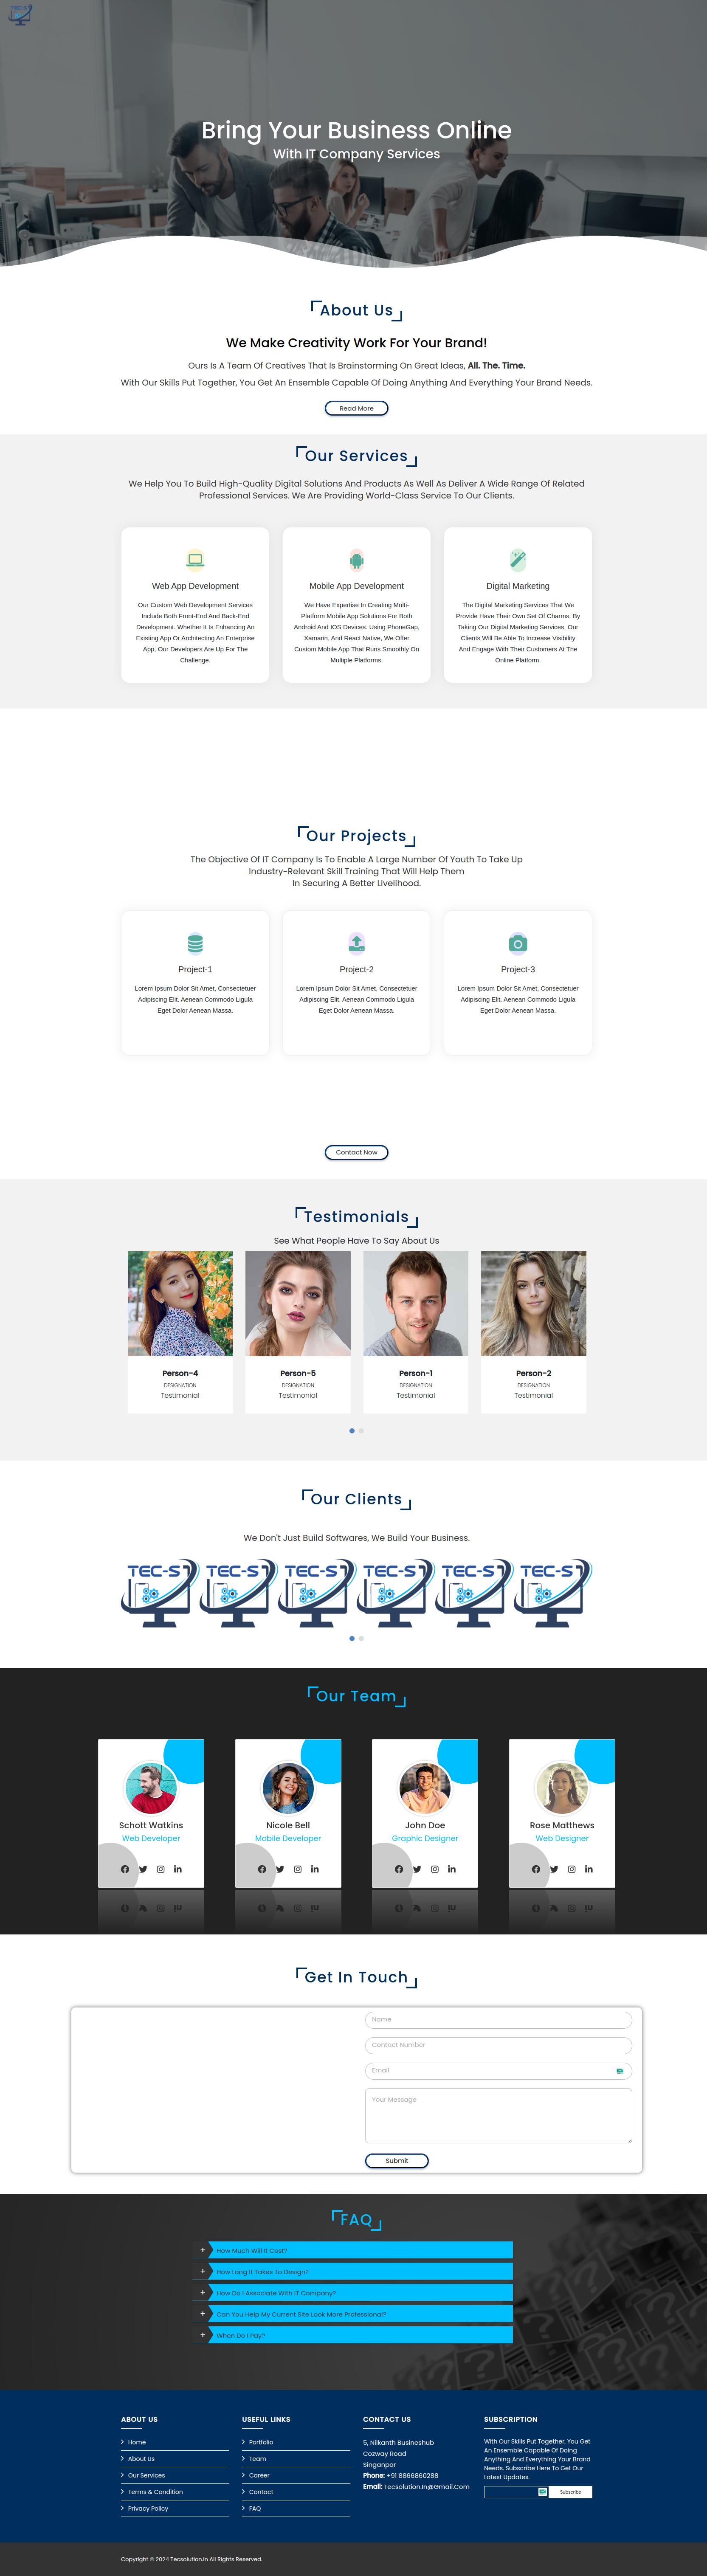 TEC-S
Bring Your Business Online
With IT Company Services
About Us
We Make Creativity Work For Your Brand!
Ours Is A Team Of Creatives That Is Brainstorming On Great Ideas, All. The. Time.
With Our Skills Put Together, You Get An Ensemble Capable Of Doing Anything And Everything Your Brand Needs.
Read More
Our Services
We Help You To Build High-Quality Digital Solutions And Products As Well As Deliver A Wide Range Of Related
Professional Services. We Are Providing World-Class Service To Our Clients.
Web App Development
Our Custom Web Development Services
Include Both Front-End And Back-End
Development. Whether It Is Enhancing An
Existing App Or Architecting An Enterprise
App, Our Developers Are Up For The
Challenge.
Mobile App Development
We Have Expertise In Creating Multi-
Platform Mobile App Solutions For Both
Android And IOS Devices. Using PhoneGap,
Xamarin, And React Native, We Offer
Custom Mobile App That Runs Smoothly On
Multiple Platforms.
Digital Marketing
The Digital Marketing Services That We
Provide Have Their Own Set Of Charms. By
Taking Our Digital Marketing Services, Our
Clients Will Be Able To Increase Visibility
And Engage With Their Customers At The
Online Platform.
Our Projects
The Objective Of IT Company Is To Enable A Large Number Of Youth To Take Up
Industry-Relevant Skill Training That Will Help Them
In Securing A Better Livelihood.
Project-1
Lorem Ipsum Dolor Sit Amet, Consectetuer
Adipiscing Elit. Aenean Commodo Ligula
Eget Dolor Aenean Massa.
Project-2
Lorem Ipsum Dolor Sit Amet, Consectetuer
Adipiscing Elit. Aenean Commodo Ligula
Eget Dolor Aenean Massa.
Project-3
Lorem Ipsum Dolor Sit Amet, Consectetuer
Adipiscing Elit. Aenean Commodo Ligula
Eget Dolor Aenean Massa.
Contact Now
Testimonials
See What People Have To Say About Us
Person-4
DESIGNATION
Testimonial
Person-5
DESIGNATION
Testimonial
Person-1
DESIGNATION
Testimonial
Person-2
DESIGNATION
Testimonial
Our Clients
We Don't Just Build Softwares, We Build Your Business.
TEC-S TEC-S TEC-S TEC-S TEC-S TEC-S
Our Team
Schott Watkins
Web Developer
Nicole Bell
Mobile Developer
John Doe
Graphic Designer
Rose Matthews
Web Designer
Get In Touch
Name
Contact Number
Email
Your Message
Submit
FAQ
+ How Much Will It Cost?
+ How Long It Takes To Design?
+ How Do I Associate With IT Company?
+ Can You Help My Current Site Look More Professional?
+ When Do I Pay?
ABOUT US
Home
About Us
Our Services
Terms & Condition
Privacy Policy
USEFUL LINKS
Portfolio
Team
Career
Contact
FAQ
CONTACT US
5, Nilkanth Busineshub
Cozway Road
Singanpor
Phone: +91 8866860288
Email: Tecsolution.In@Gmail.Com
SUBSCRIPTION
With Our Skills Put Together, You Get
An Ensemble Capable Of Doing
Anything And Everything Your Brand
Needs. Subscribe Here To Get Our
Latest Updates.
Subscribe
Copyright © 2024 Tecsolution.In All Rights Reserved.